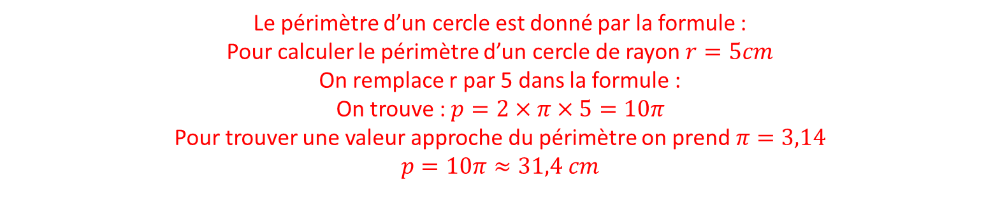 Le périmètre d’un cercle est donné par la formule :
Pour calculer le périmètre d’un cercle de rayon r = 5cm
On remplace r par 5 dans la formule :
On trouve : p = 2 × π × 5 = 10π
Pour trouver une valeur approche du périmètre on prend π = 3,14
p = 10π ≈ 31,4 cm